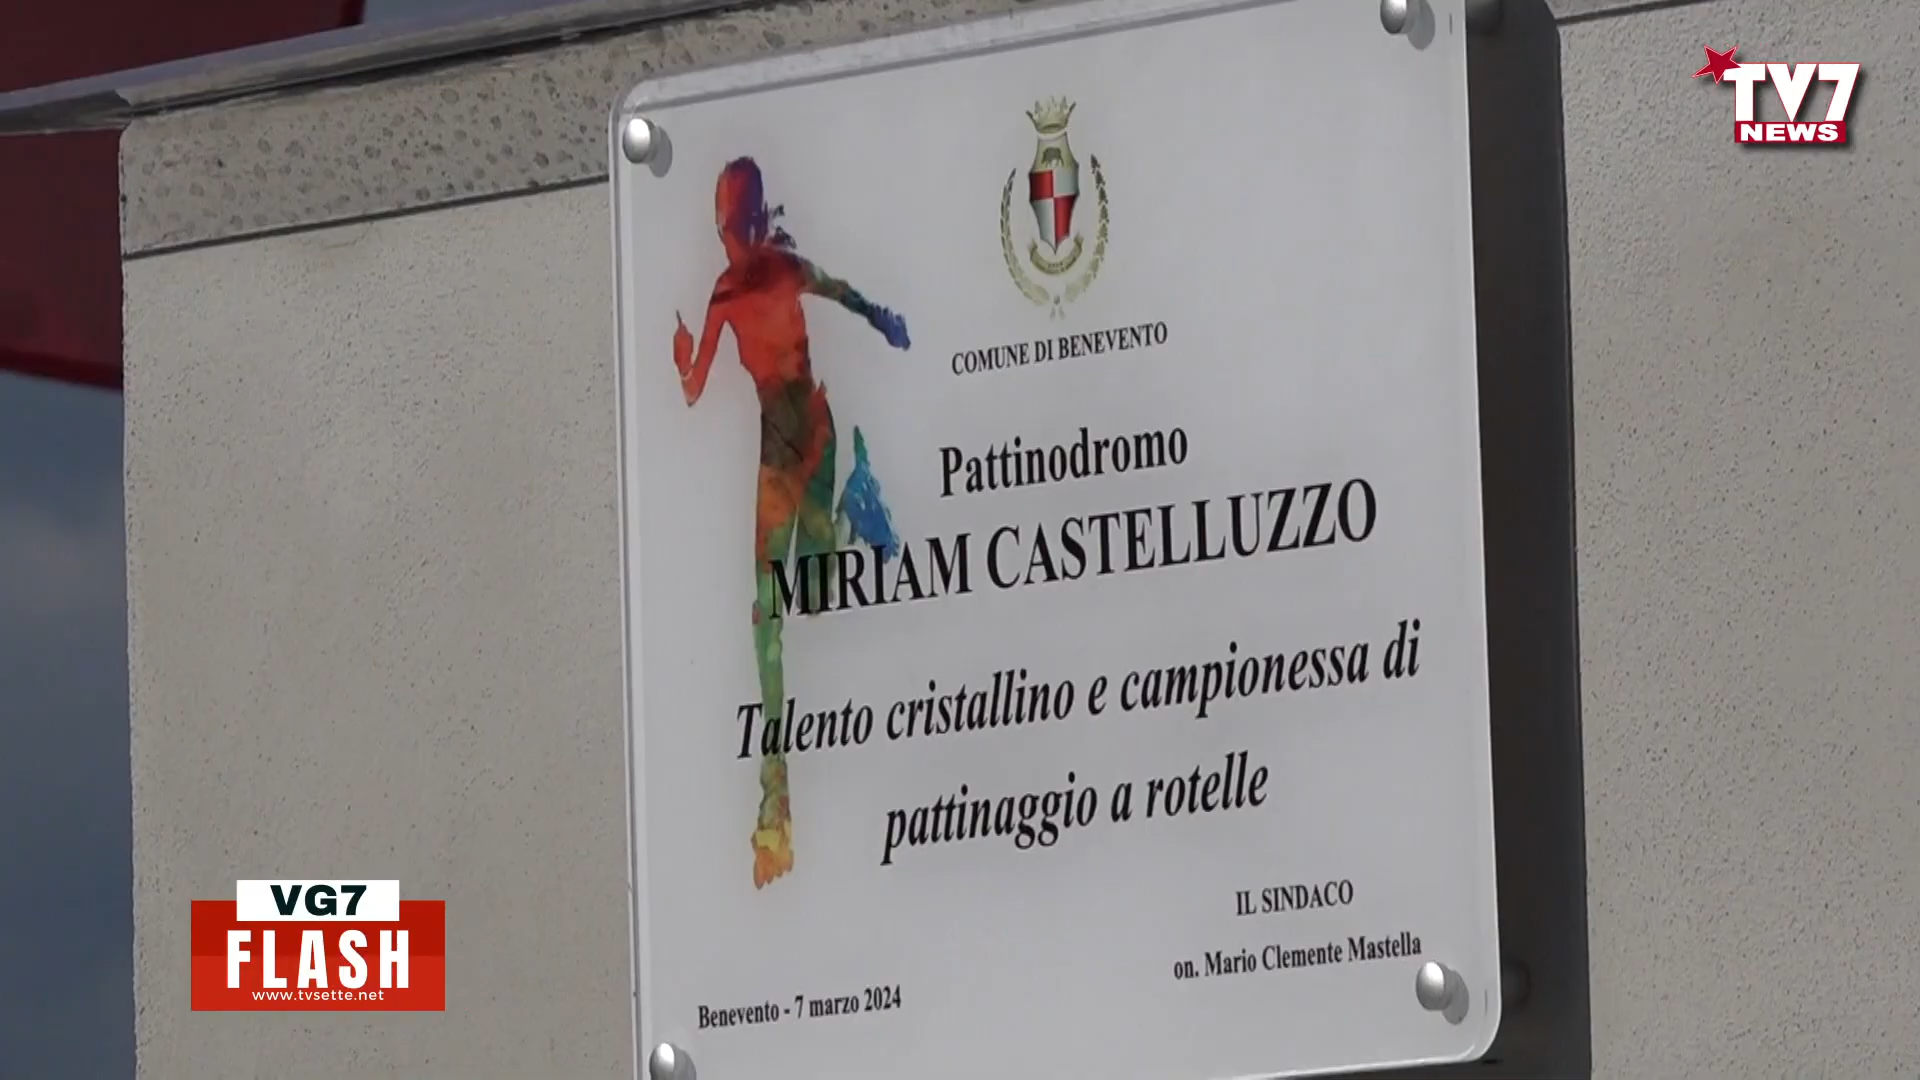 TV7
NEWS
COMUNE DI BENEVENTO
Pattinodromo
MIRIAM CASTELLUZZO
Talento cristallino e campionessa di
pattinaggio a rotelle
IL SINDACO
on. Mario Clemente Mastella
Benevento - 7 marzo 2024
VG7
FLASH
www.tvsette.net